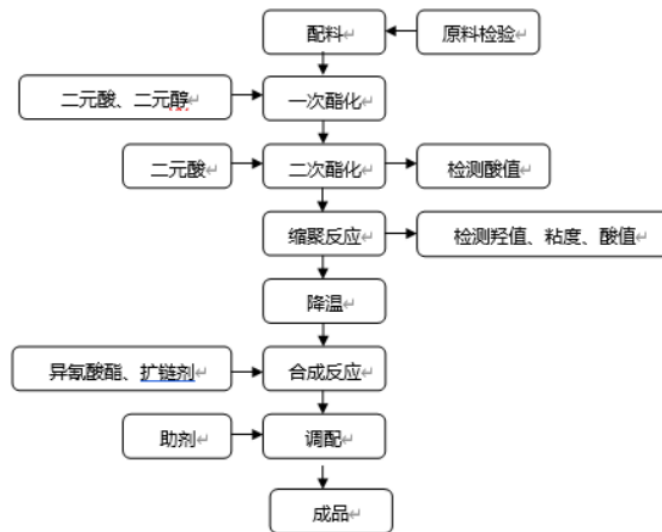 配料↵
原料检验↵
二元酸、二元醇↵
一次酯化↵
二元酸↵
二次酯化↵
检测酸值↵
缩聚反应↵
检测羟值、粘度、酸值↵
降温↵
异氰酸酯、扩链剂↵
合成反应↵
助剂↵
调配↵
成品↵